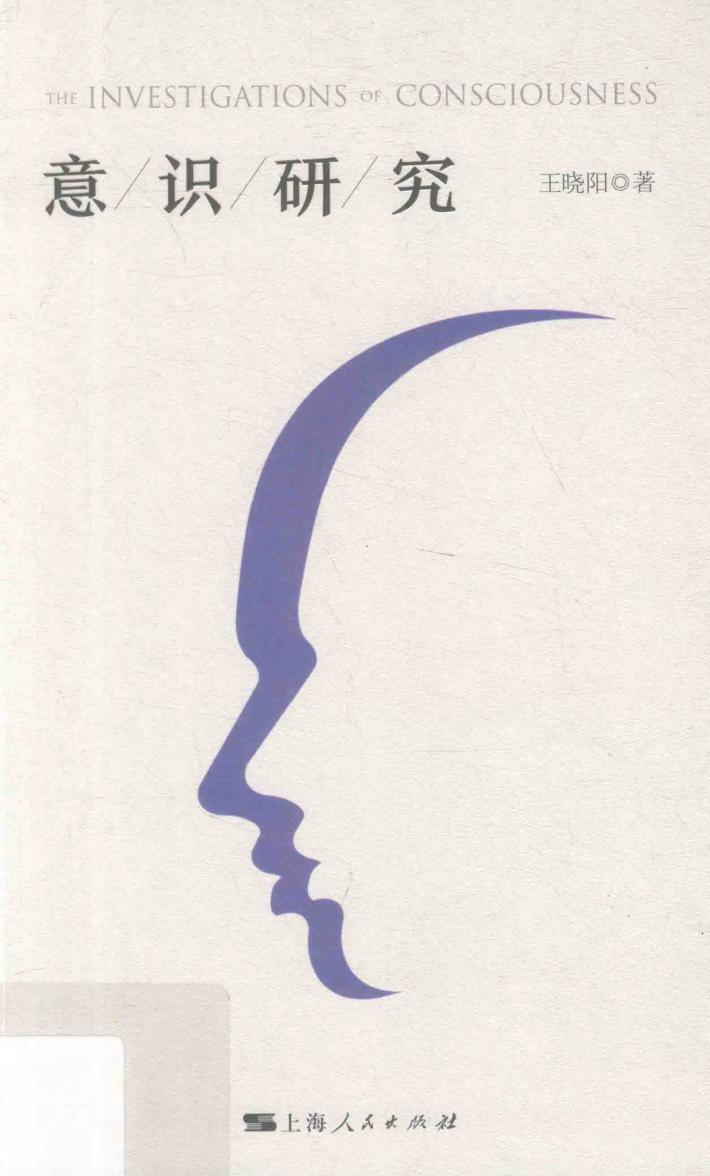 THE INVESTIGATIONS OF CONSCIOUSNESS
意/识/研/究
王晓阳◎著
上海人民出版社